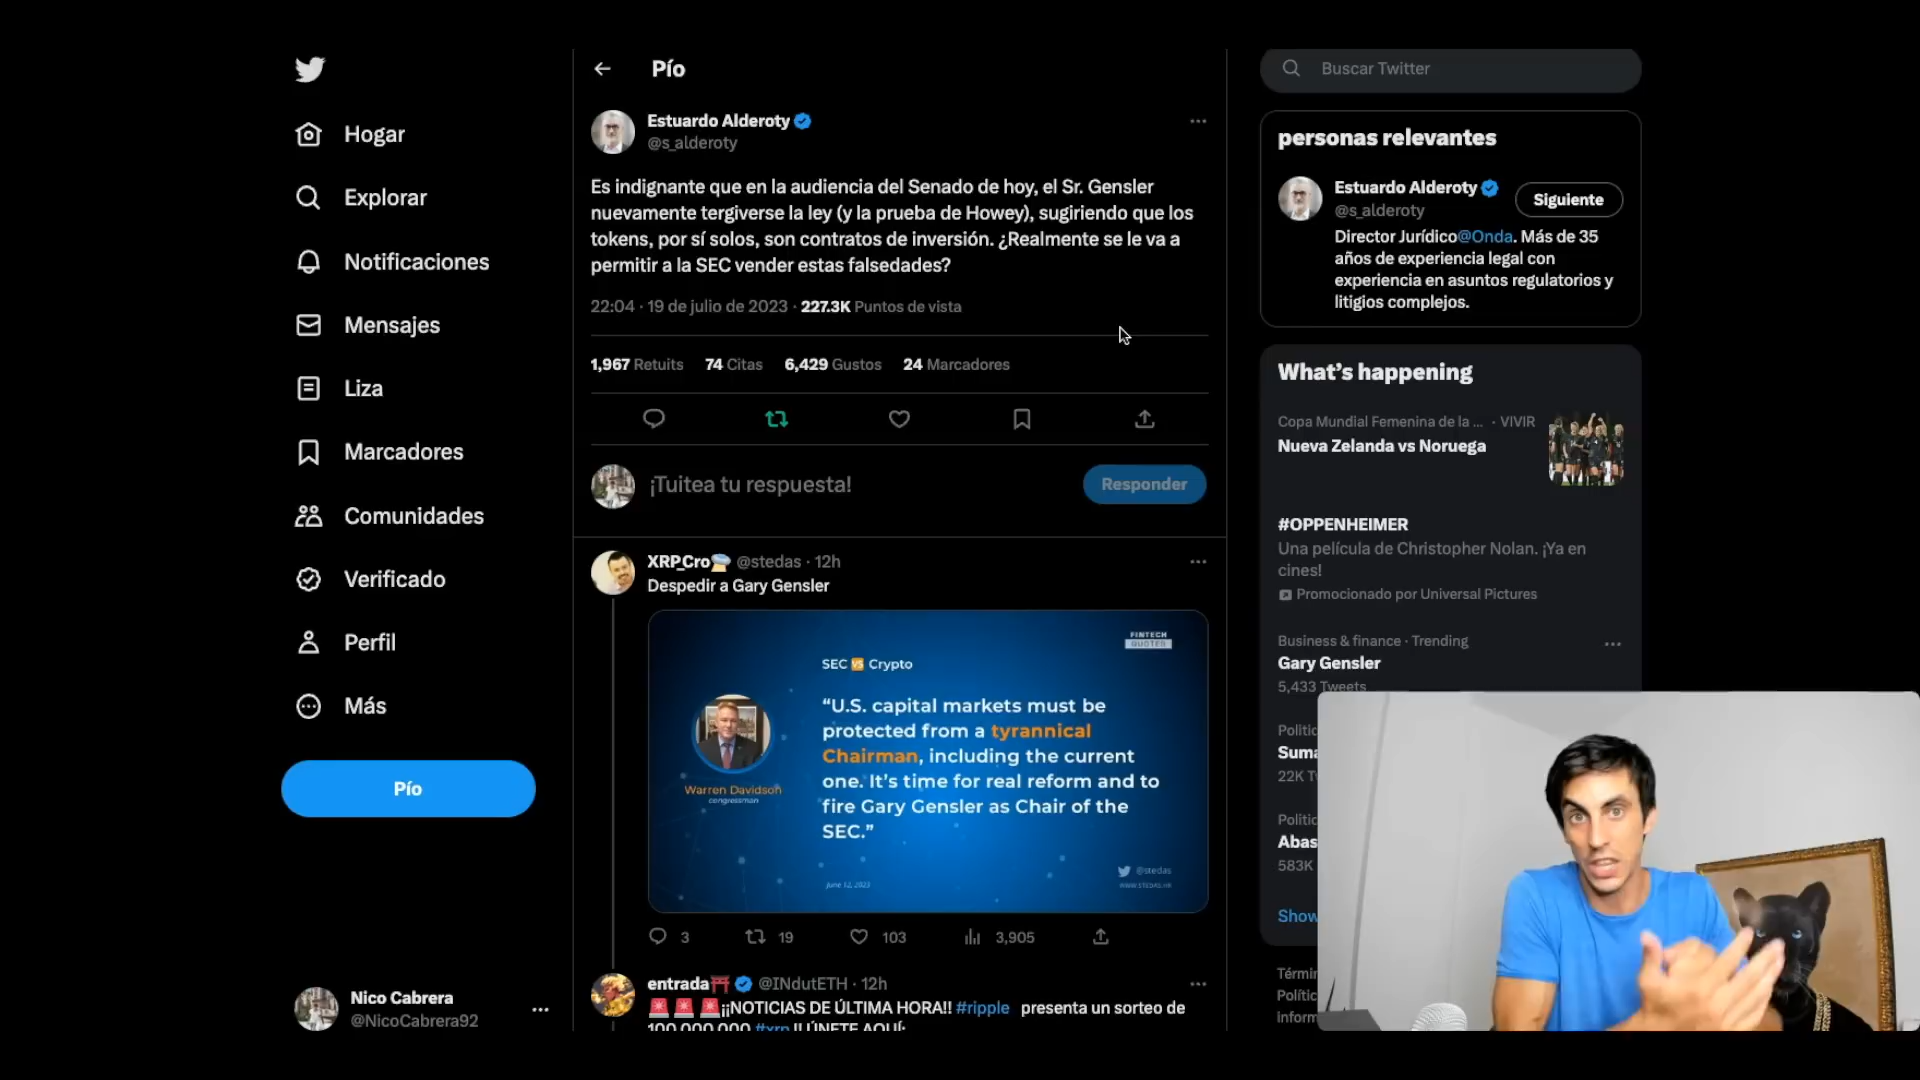 Hogar
Explorar
Notificaciones
Mensajes
Liza
Marcadores
Comunidades
Verificado
Perfil
Más
Pío
Nico Cabrera
@NicoCabrera92
Pío
Estuardo Alderoty
@s_alderoty
Es indignante que en la audiencia del Senado de hoy, el Sr. Gensler
nuevamente tergiverse la ley (y la prueba de Howey), sugiriendo que los
tokens, por sí solos, son contratos de inversión. ¿Realmente se le va a
permitir a la SEC vender estas falsedades?
22:04 · 19 de julio de 2023 · 227.3K Puntos de vista
1,967 Retuits 74 Citas 6,429 Gustos 24 Marcadores
¡Tuitea tu respuesta!
Responder
XRP_Cro @stedas · 12h
Despedir a Gary Gensler
FINTECH
QUOTES
SEC VS Crypto
“U.S. capital markets must be
protected from a tyrannical
Chairman, including the current
one. It’s time for real reform and to
fire Gary Gensler as Chair of the
SEC.”
Warren Davidson
congressman
June 12, 2023
@stedas
WWW.STEDAS.HR
3 19 103 3,905
entrada @INdutETH · 12h
¡¡NOTICIAS DE ÚLTIMA HORA!! #ripple presenta un sorteo de
100,000,000 #xrp !! ÚNETE AQUÍ:
Buscar Twitter
personas relevantes
Estuardo Alderoty
@s_alderoty
Siguiente
Director Jurídico@Onda. Más de 35
años de experiencia legal con
experiencia en asuntos regulatorios y
litigios complejos.
What’s happening
Copa Mundial Femenina de la ... · VIVIR
Nueva Zelanda vs Noruega
#OPPENHEIMER
Una película de Christopher Nolan. ¡Ya en
cines!
Promocionado por Universal Pictures
Business & finance · Trending
Gary Gensler
5,433 Tweets
Politic
Suma
22K Tw
Politic
Abas
583K
Show
Términ
Polític
Inform